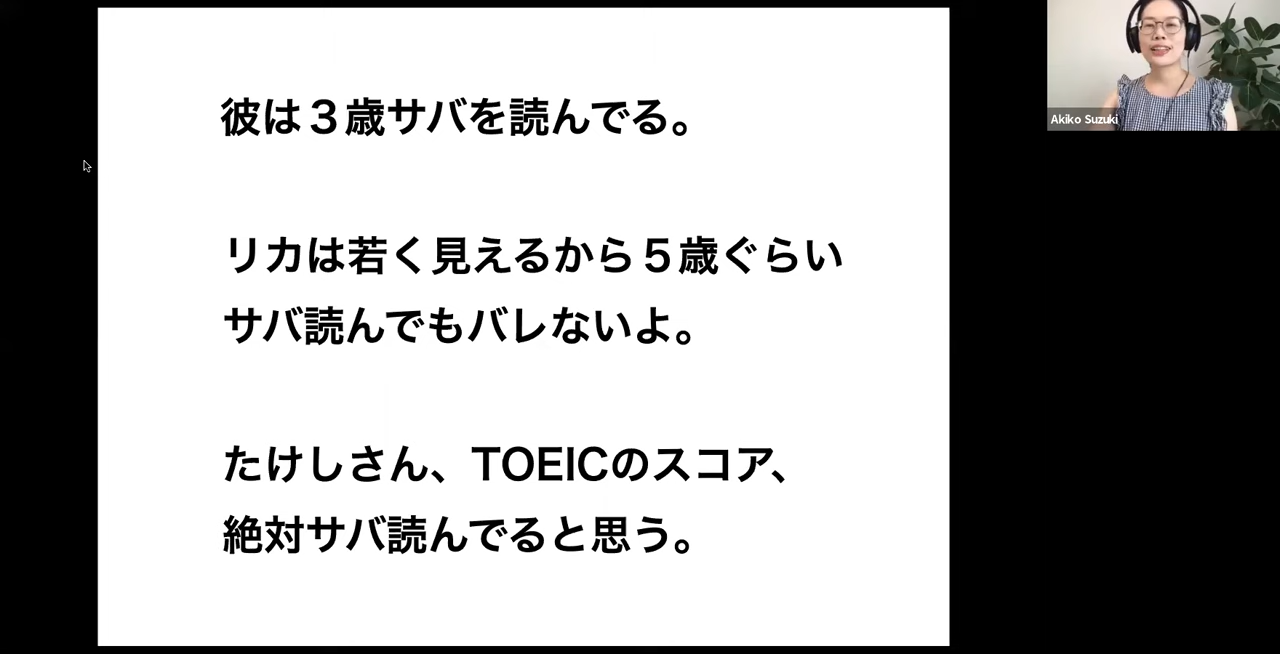 彼は３歳サバを読んでる。
リカは若く見えるから５歳ぐらい
サバ読んでもバレないよ。
たけしさん、TOEICのスコア、
絶対サバ読んでると思う。
Akiko Suzuki